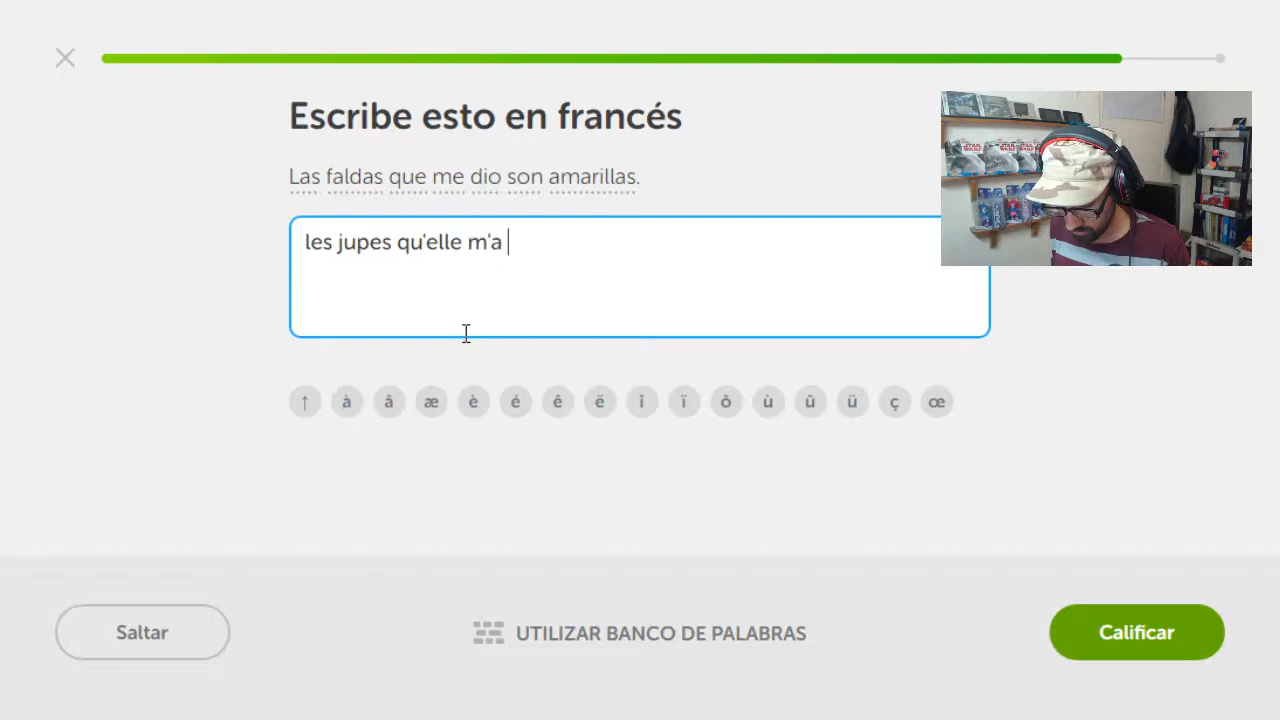 Escribe esto en francés
Las faldas que me dio son amarillas.
les jupes qu'elle m'a
↑ à â æ è é ê ë î ï ô ù û ü ç œ
Saltar
UTILIZAR BANCO DE PALABRAS
Calificar